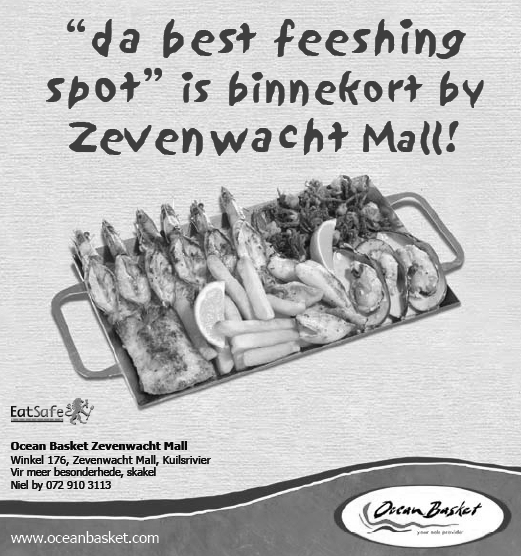 “da best feeshing
spot” is binnekort by
Zevenwacht Mall!
EatSafe
Ocean Basket Zevenwacht Mall
Winkel 176, Zevenwacht Mall, Kuilsrivier
Vir meer besonderhede, skakel
Niel by 072 910 3113
Ocean Basket
your sole provider
www.oceanbasket.com